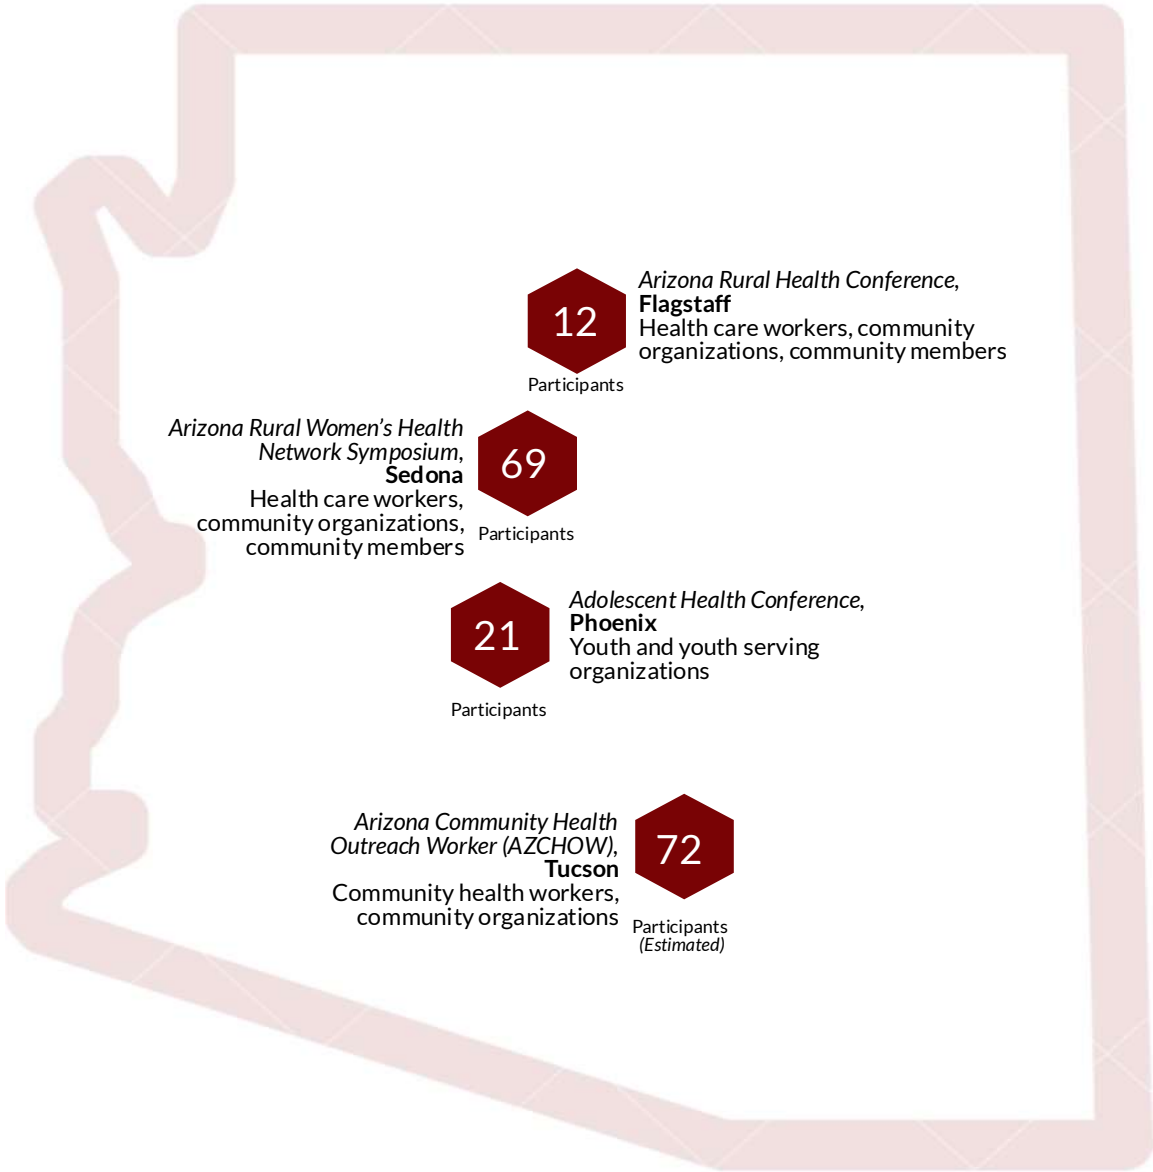 12
Participants
Arizona Rural Health Conference,
Flagstaff
Health care workers, community
organizations, community members
Arizona Rural Women’s Health
Network Symposium,
Sedona
Health care workers,
community organizations,
community members
69
Participants
21
Participants
Adolescent Health Conference,
Phoenix
Youth and youth serving
organizations
Arizona Community Health
Outreach Worker (AZCHOW),
Tucson
Community health workers,
community organizations
72
Participants
(Estimated)